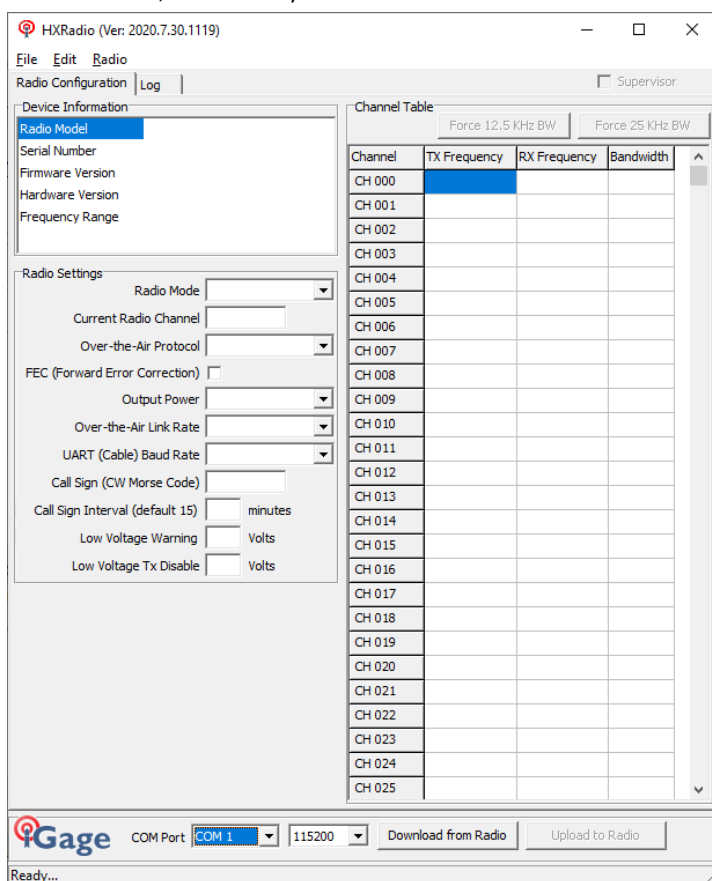 HXRadio (Ver: 2020.7.30.1119)
File Edit Radio
Radio Configuration Log Supervisor
Device Information
Radio Model
Serial Number
Firmware Version
Hardware Version
Frequency Range
Radio Settings
Radio Mode
Current Radio Channel
Over-the-Air Protocol
FEC (Forward Error Correction)
Output Power
Over-the-Air Link Rate
UART (Cable) Baud Rate
Call Sign (CW Morse Code)
Call Sign Interval (default 15) minutes
Low Voltage Warning Volts
Low Voltage Tx Disable Volts
Channel Table
Force 12.5 KHz BW Force 25 KHz BW
Channel TX Frequency RX Frequency Bandwidth
CH 000
CH 001
CH 002
CH 003
CH 004
CH 005
CH 006
CH 007
CH 008
CH 009
CH 010
CH 011
CH 012
CH 013
CH 014
CH 015
CH 016
CH 017
CH 018
CH 019
CH 020
CH 021
CH 022
CH 023
CH 024
CH 025
iGage COM Port COM 1 115200 Download from Radio Upload to Radio
Ready...